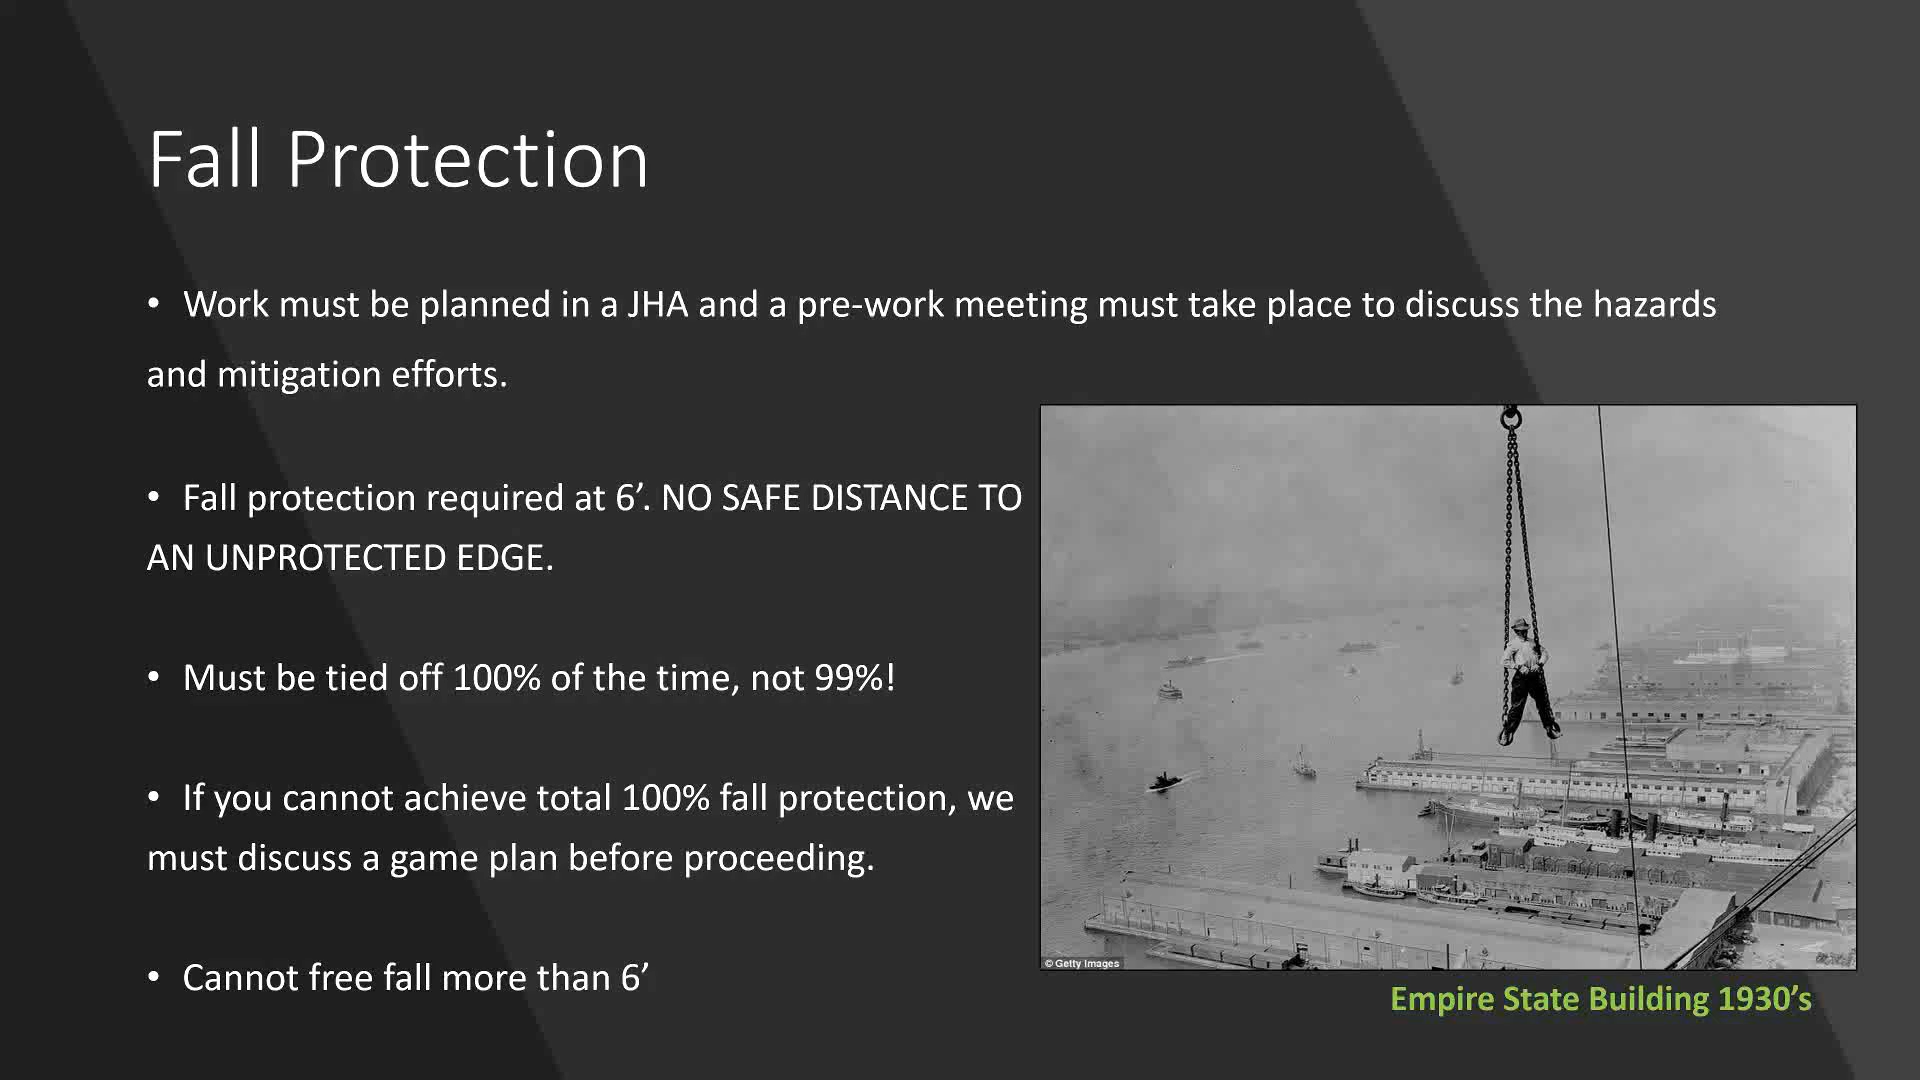 Fall Protection
• Work must be planned in a JHA and a pre-work meeting must take place to discuss the hazards
and mitigation efforts.
• Fall protection required at 6’. NO SAFE DISTANCE TO
AN UNPROTECTED EDGE.
• Must be tied off 100% of the time, not 99%!
• If you cannot achieve total 100% fall protection, we
must discuss a game plan before proceeding.
• Cannot free fall more than 6’
© Getty Images
Empire State Building 1930’s